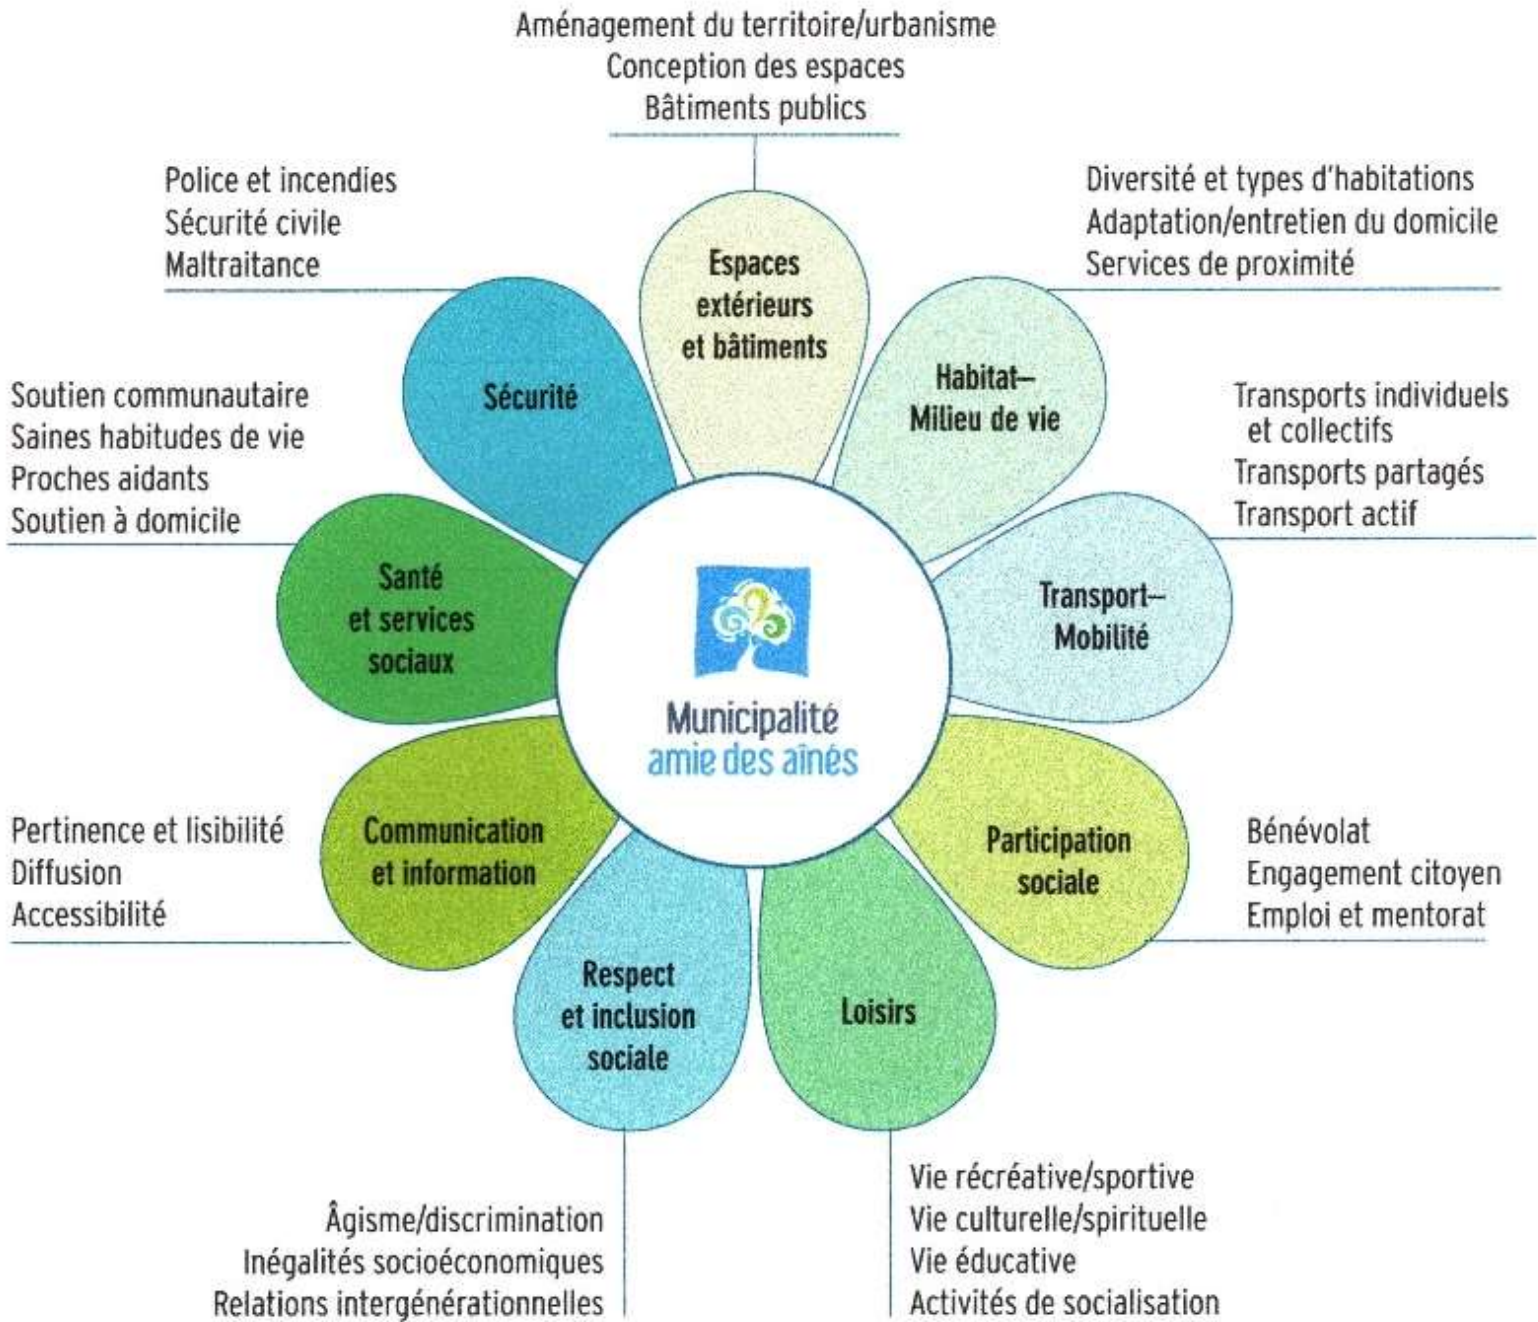 Aménagement du territoire/urbanisme
Conception des espaces
Bâtiments publics
Police et incendies
Sécurité civile
Maltraitance
Diversité et types d'habitations
Adaptation/entretien du domicile
Services de proximité
Espaces
extérieurs
et bâtiments
Sécurité
Habitat–
Milieu de vie
Soutien communautaire
Saines habitudes de vie
Proches aidants
Soutien à domicile
Transports individuels
et collectifs
Transports partagés
Transport actif
Santé
et services
sociaux
Transport–
Mobilité
Municipalité
amie des aînés
Pertinence et lisibilité
Diffusion
Accessibilité
Communication
et information
Participation
sociale
Bénévolat
Engagement citoyen
Emploi et mentorat
Respect
et inclusion
sociale
Loisirs
Âgisme/discrimination
Inégalités socioéconomiques
Relations intergénérationnelles
Vie récréative/sportive
Vie culturelle/spirituelle
Vie éducative
Activités de socialisation